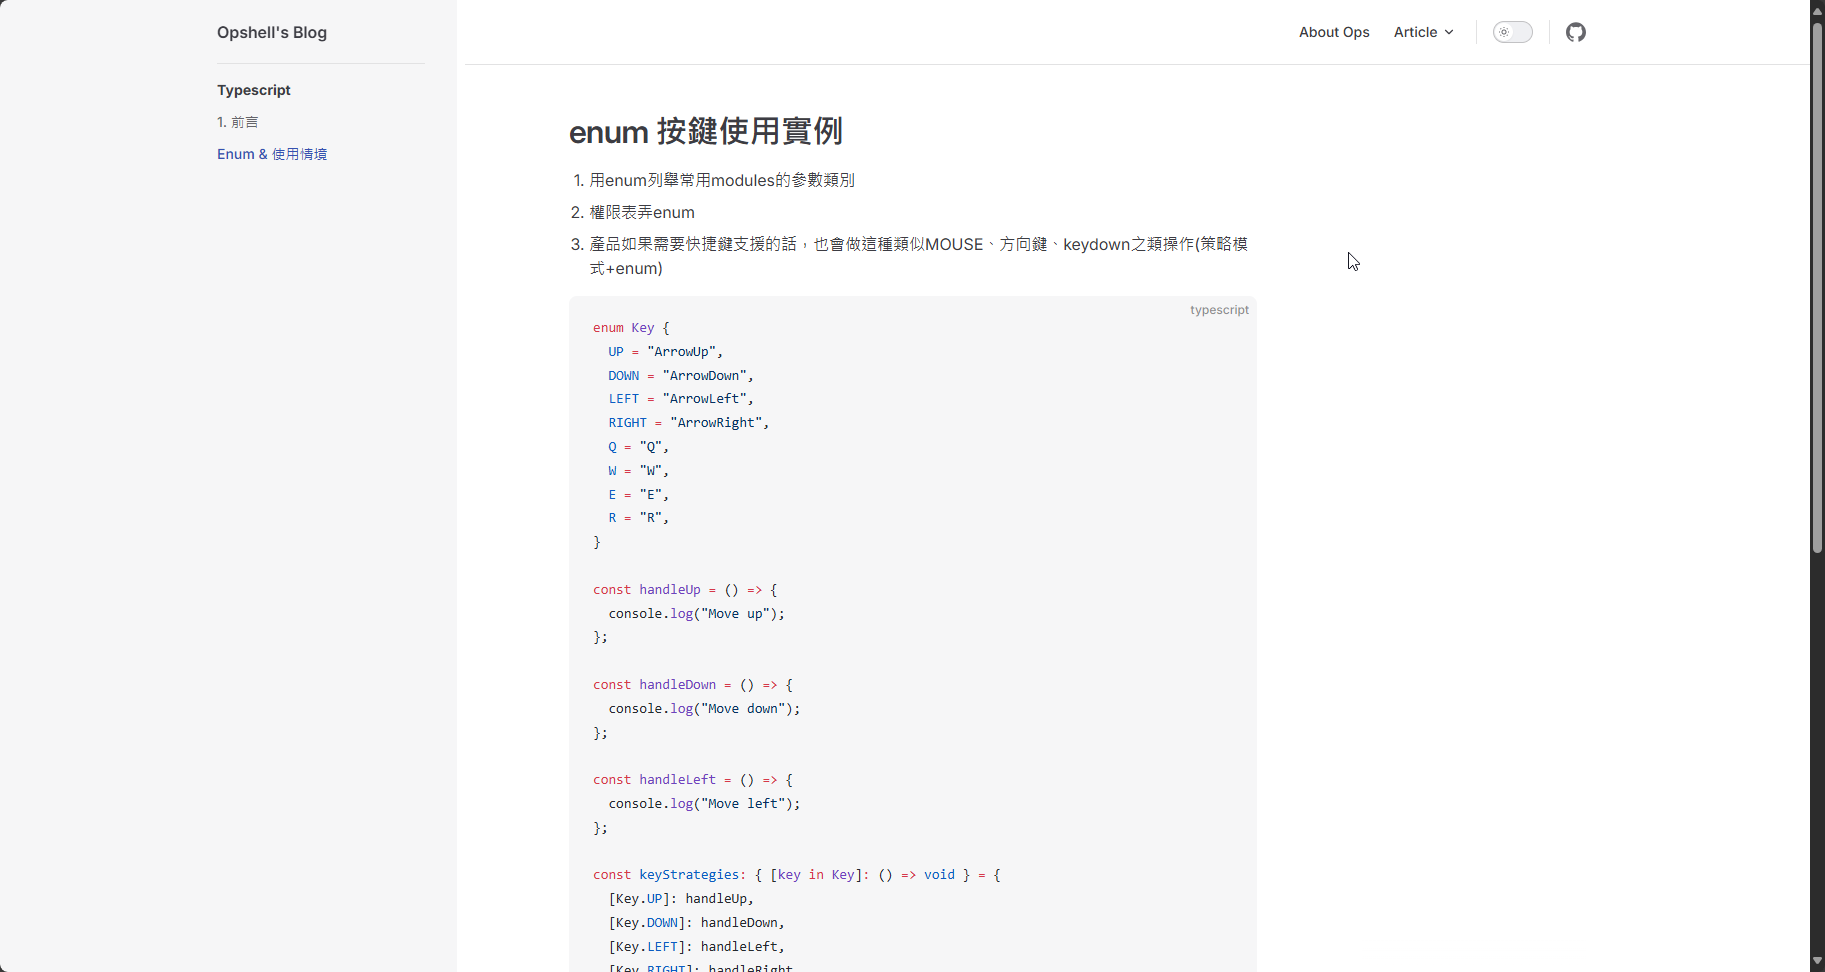 Opshell's Blog
About Ops
Article
Typescript
1. 前言
Enum & 使用情境
enum 按鍵使用實例
1. 用enum列舉常用modules的參數類別
2. 權限表弄enum
3. 產品如果需要快捷鍵支援的話，也會做這種類似MOUSE、方向鍵、keydown之類操作(策略模
式+enum)
typescript
enum Key {
  UP = "ArrowUp",
  DOWN = "ArrowDown",
  LEFT = "ArrowLeft",
  RIGHT = "ArrowRight",
  Q = "Q",
  W = "W",
  E = "E",
  R = "R",
}
const handleUp = () => {
  console.log("Move up");
};
const handleDown = () => {
  console.log("Move down");
};
const handleLeft = () => {
  console.log("Move left");
};
const keyStrategies: { [key in Key]: () => void } = {
  [Key.UP]: handleUp,
  [Key.DOWN]: handleDown,
  [Key.LEFT]: handleLeft,
  [Key.RIGHT]: handleRight